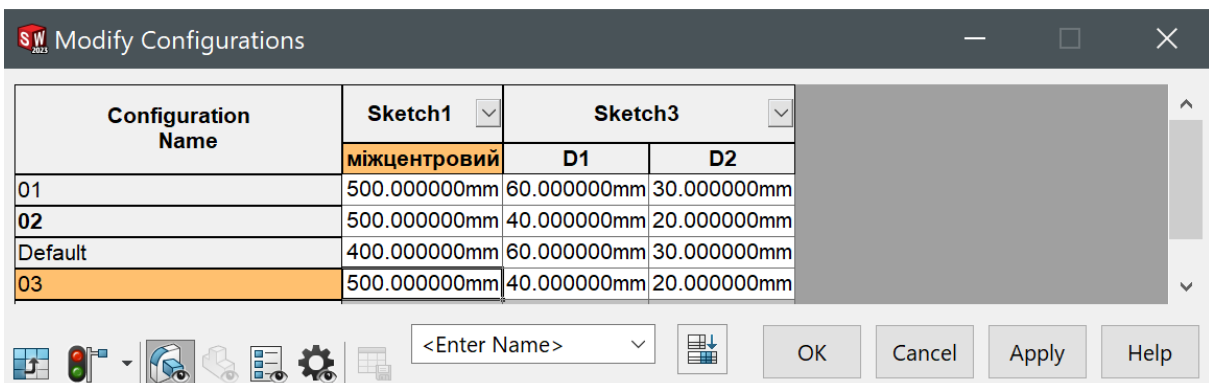 SW 2023 Modify Configurations
Configuration Name Sketch1 Sketch3
міжцентровий D1 D2
01 500.000000mm 60.000000mm 30.000000mm
02 500.000000mm 40.000000mm 20.000000mm
Default 400.000000mm 60.000000mm 30.000000mm
03 500.000000mm 40.000000mm 20.000000mm
<Enter Name> OK Cancel Apply Help